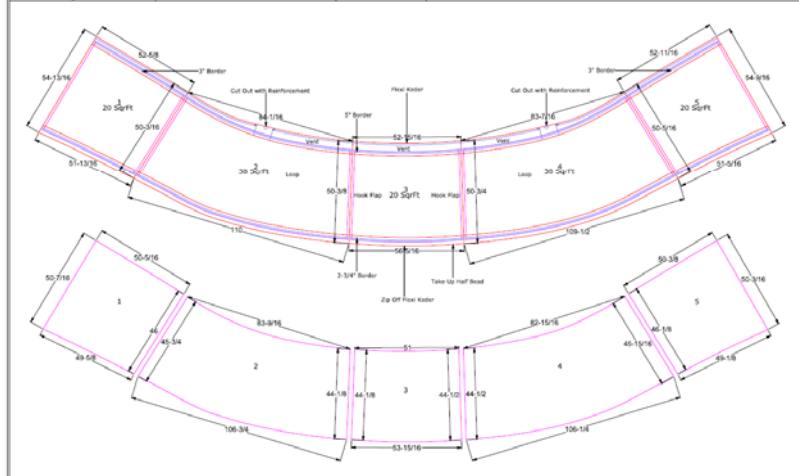 52-5/8
54-13/16
3" Border
1
20 SqrFt
50-3/16
51-13/16
Cut Out with Reinforcement
84-1/16
5" Border
Flexi Keder
52-15/16
Vent
Vent
Vent
2
30 SqrFt
Loop
50-3/8
Hook Flap
3
20 SqrFt
Hook Flap
50-3/4
110
56-5/16
2-3/4" Border
Zip Off Flexi Keder
Take Up Half Bead
Cut Out with Reinforcement
83-7/16
Loop
4
30 SqrFt
109-1/2
52-11/16
3" Border
54-9/16
5
20 SqrFt
50-5/16
51-5/16
50-5/16
50-7/16
1
46
49-5/8
45-3/4
83-9/16
2
44-1/8
106-3/4
51
44-1/8
3
44-1/2
53-15/16
82-15/16
44-1/2
4
45-15/16
106-1/4
50-3/8
50-3/16
5
46-1/8
49-1/8